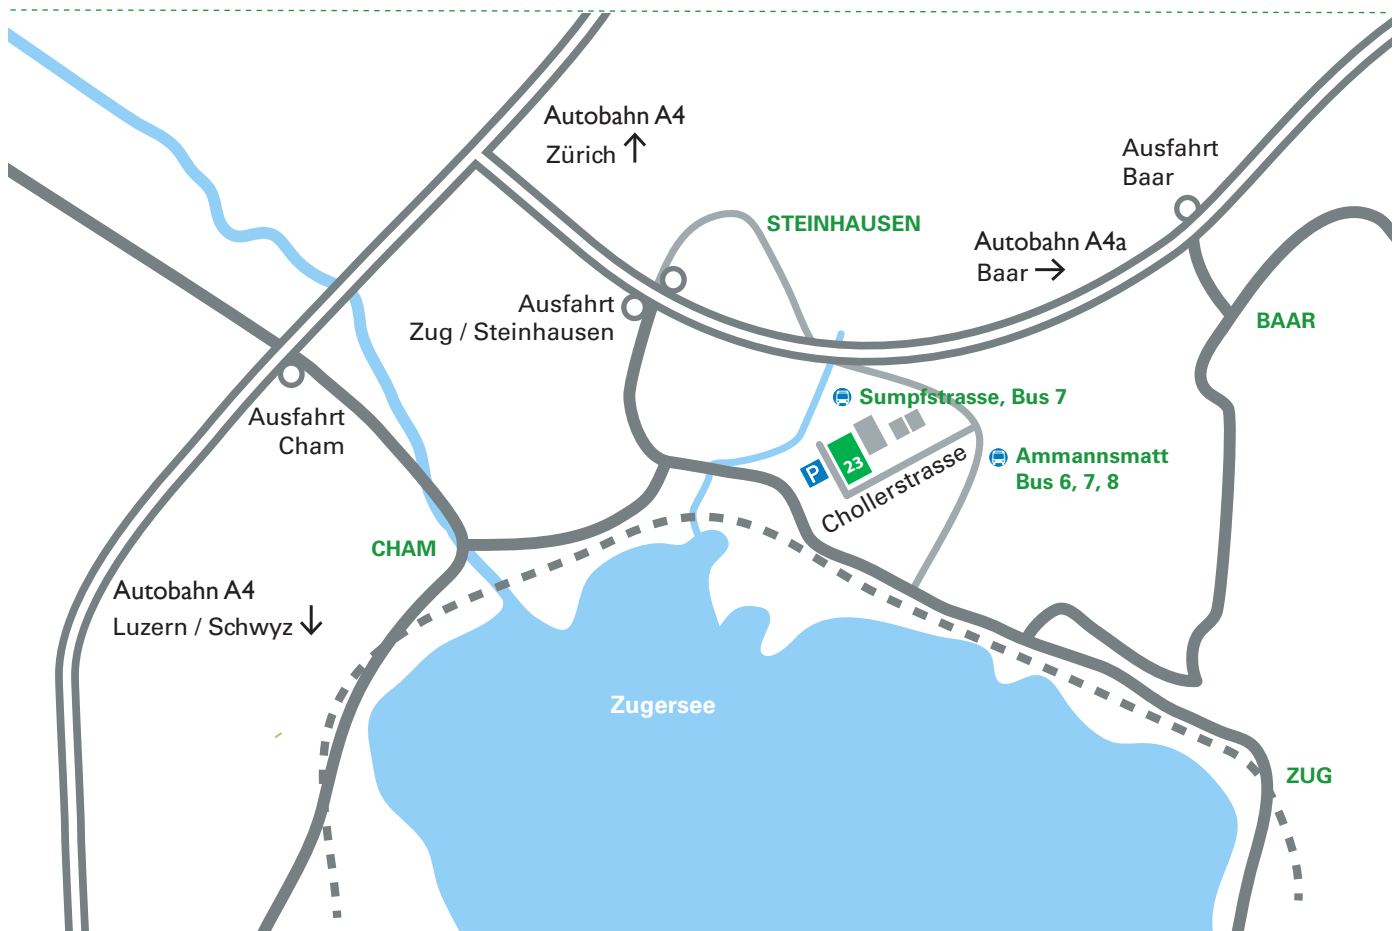 Autobahn A4
Zürich ↑
Ausfahrt
Baar
STEINHAUSEN
Autobahn A4a
Baar →
Ausfahrt
Zug / Steinhausen
BAAR
Ausfahrt
Cham
Sumpfstrasse, Bus 7
Ammannsmatt
Bus 6, 7, 8
P
23
Chollerstrasse
CHAM
Autobahn A4
Luzern / Schwyz ↓
Zugersee
ZUG